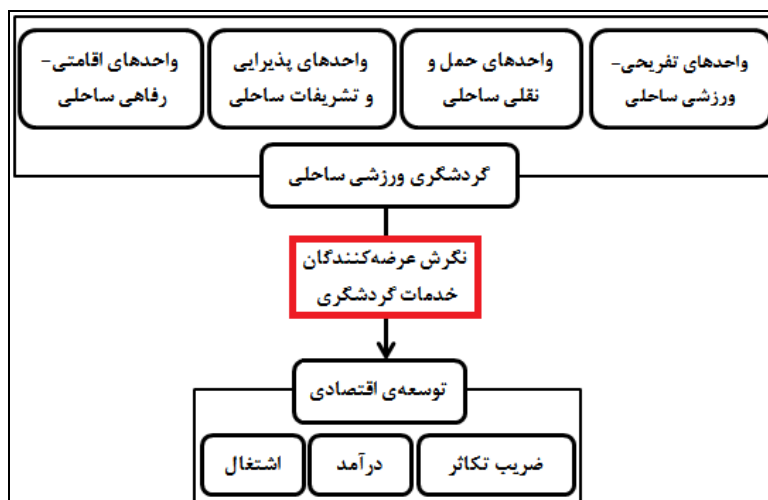 واحدهای تفریحی-
ورزشی ساحلی
واحدهای حمل و
نقلی ساحلی
واحدهای پذیرایی
و تشریفات ساحلی
واحدهای اقامتی-
رفاهی ساحلی
گردشگری ورزشی ساحلی
نگرش عرضه‌کنندگان
خدمات گردشگری
توسعه‌ی اقتصادی
ضریب تکاثر
درآمد
اشتغال